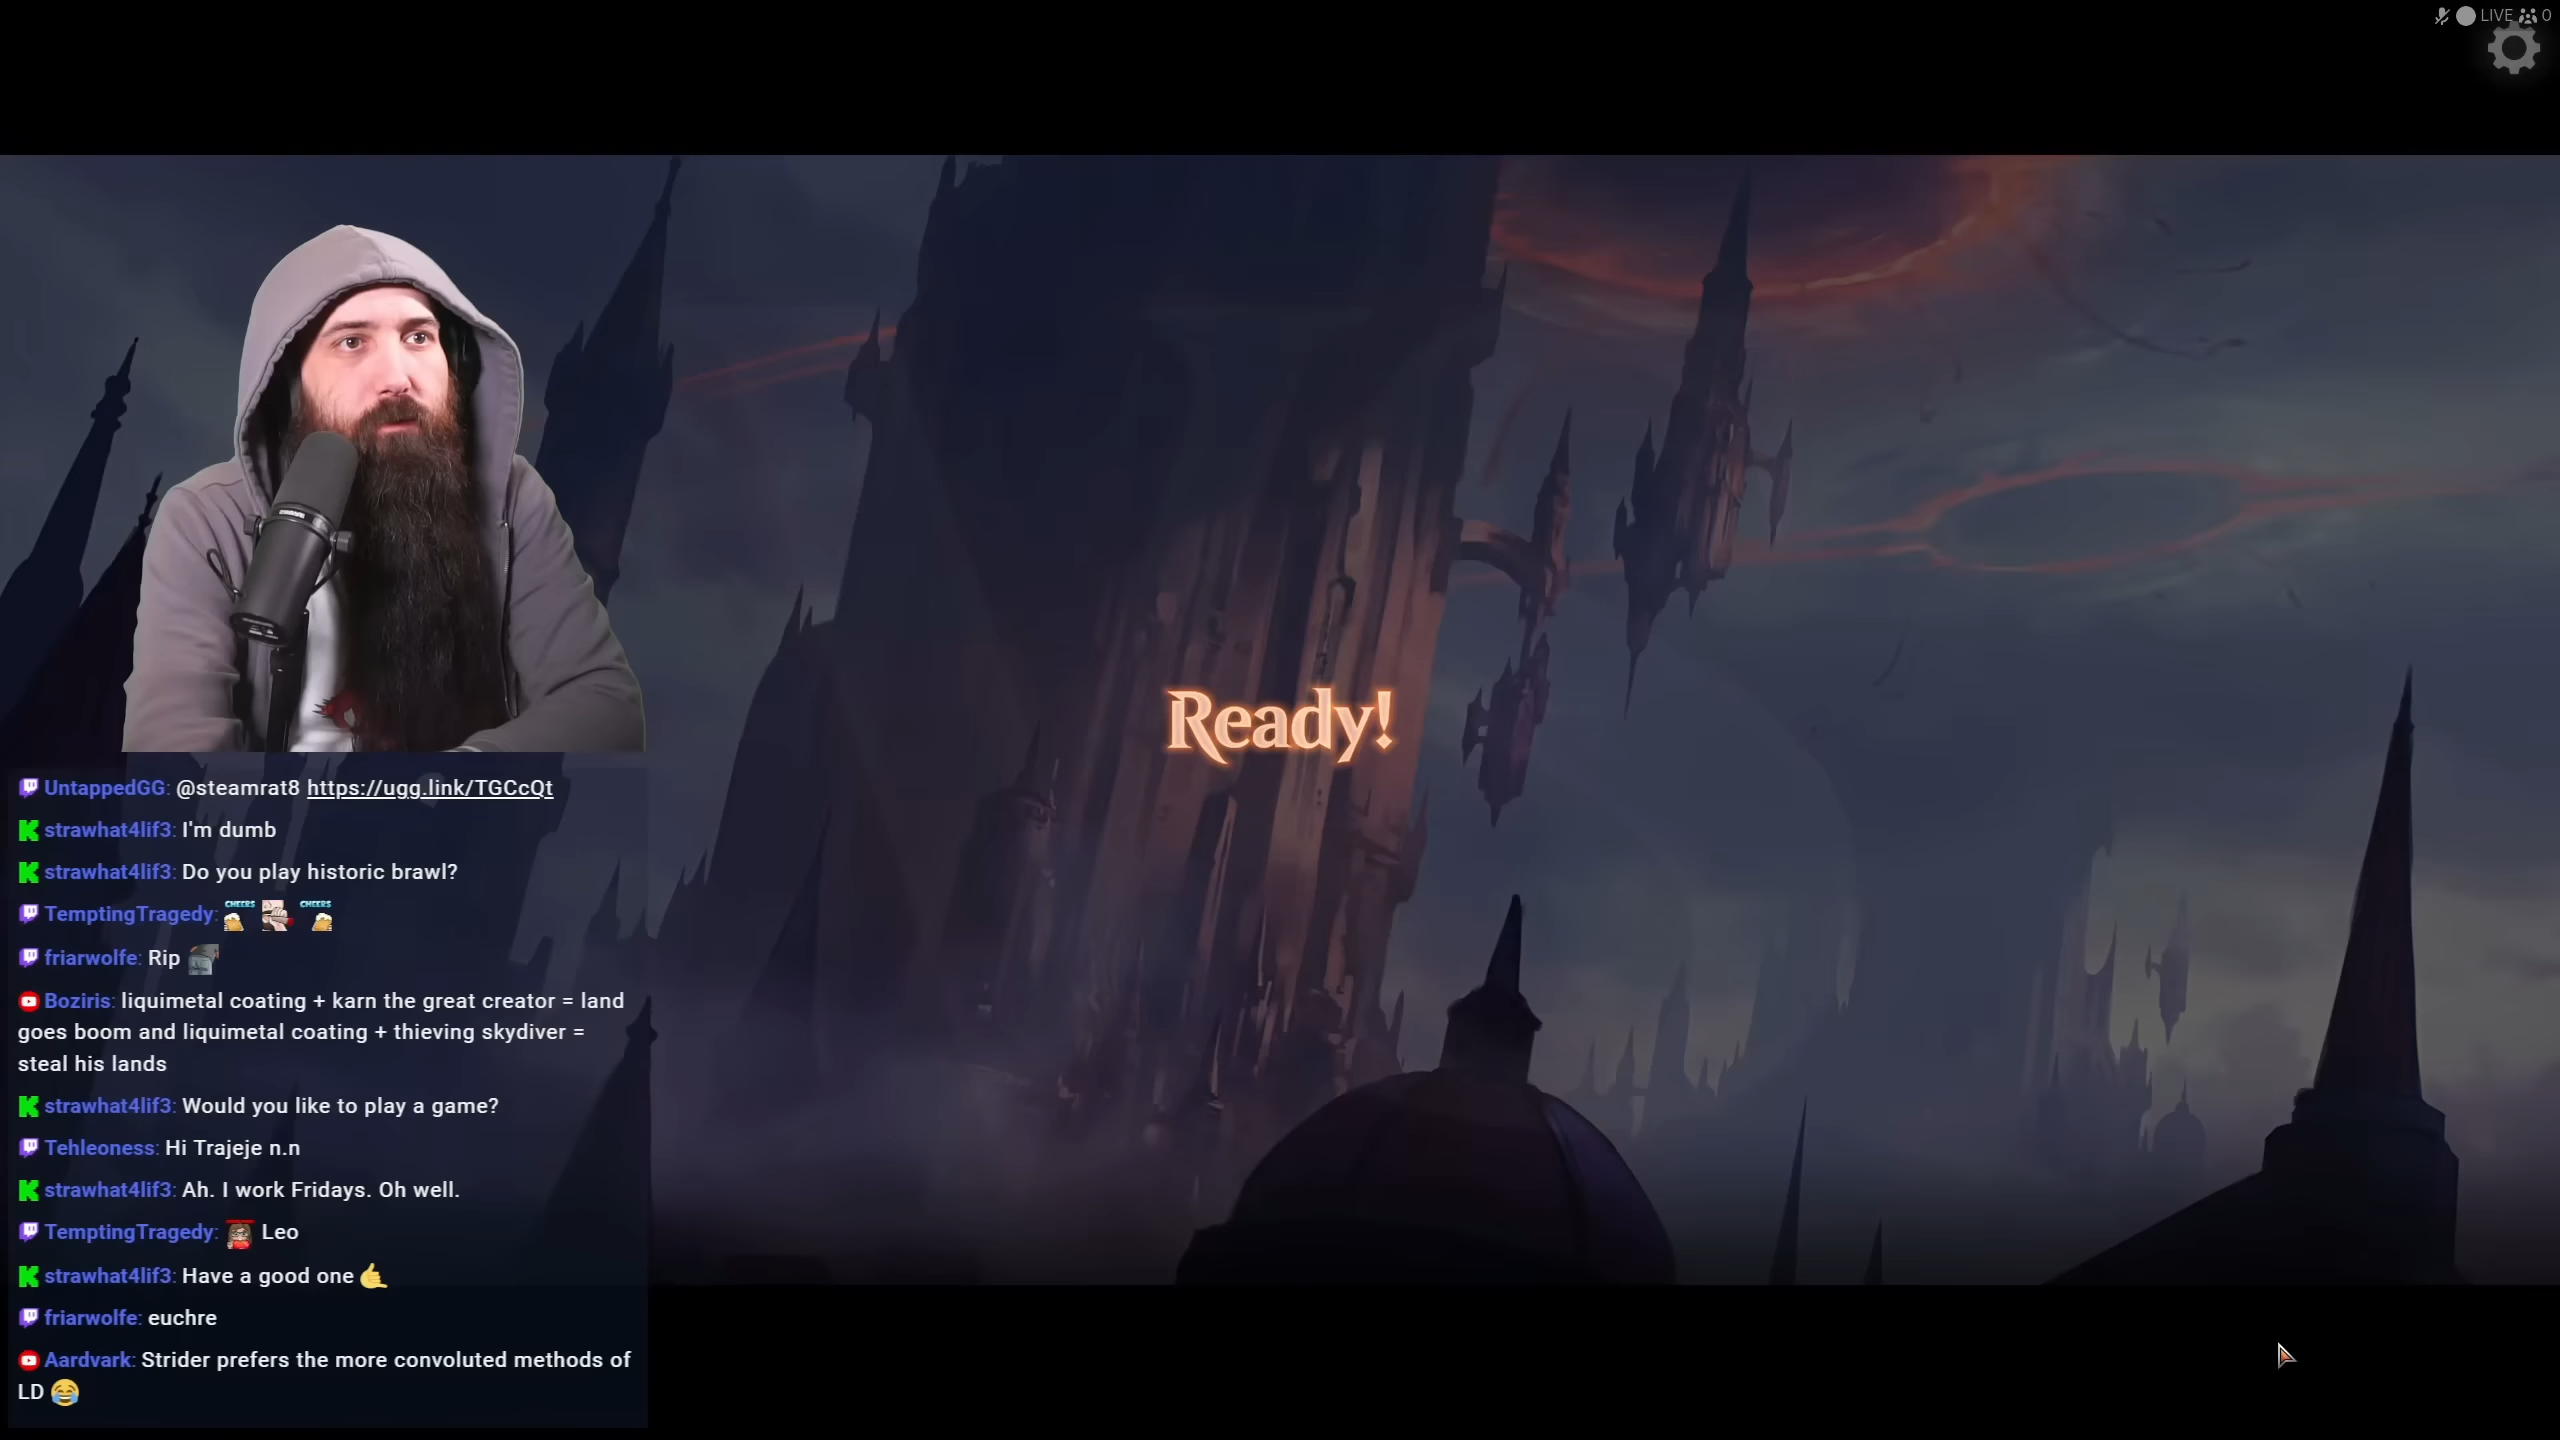 LIVE 0
Ready!
UntappedGG: @steamrat8 https://ugg.link/TGCcQt
strawhat4lif3: I'm dumb
strawhat4lif3: Do you play historic brawl?
TemptingTragedy: CHEERS CHEERS
friarwolfe: Rip
Boziris: liquimetal coating + karn the great creator = land
goes boom and liquimetal coating + thieving skydiver =
steal his lands
strawhat4lif3: Would you like to play a game?
Tehleoness: Hi Trajeje n.n
strawhat4lif3: Ah. I work Fridays. Oh well.
TemptingTragedy: Leo
strawhat4lif3: Have a good one 🤙
friarwolfe: euchre
Aardvark: Strider prefers the more convoluted methods of
LD 😂